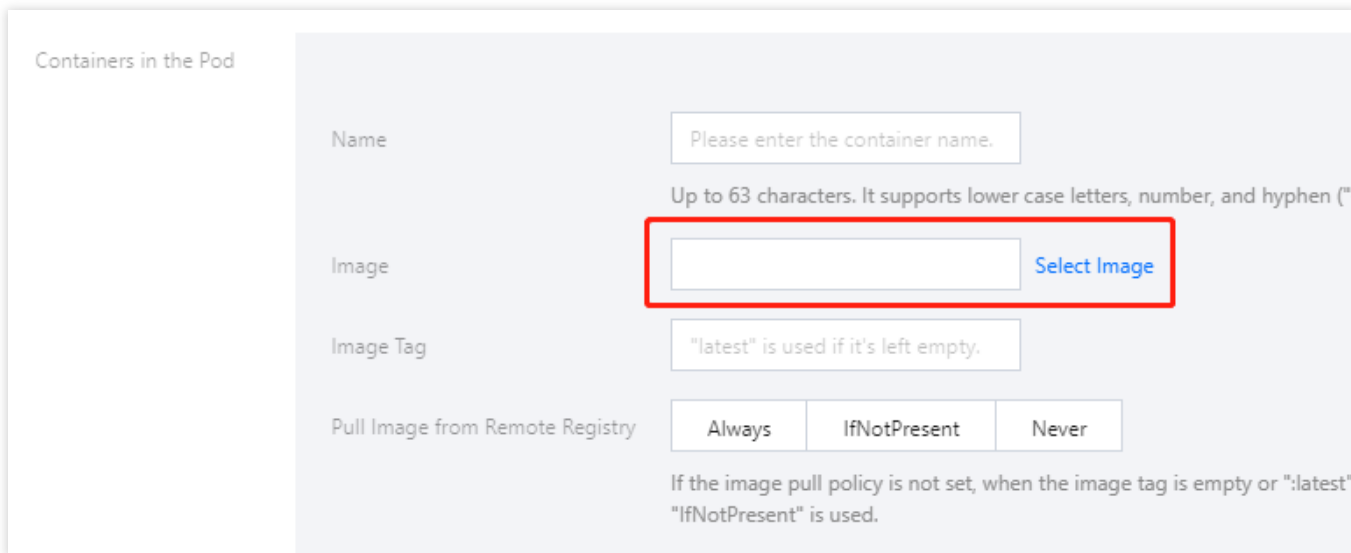 Containers in the Pod
Name
Please enter the container name.
Up to 63 characters. It supports lower case letters, number, and hyphen ("
Image
Select Image
Image Tag
"latest" is used if it's left empty.
Pull Image from Remote Registry
Always
IfNotPresent
Never
If the image pull policy is not set, when the image tag is empty or ":latest"
"IfNotPresent" is used.